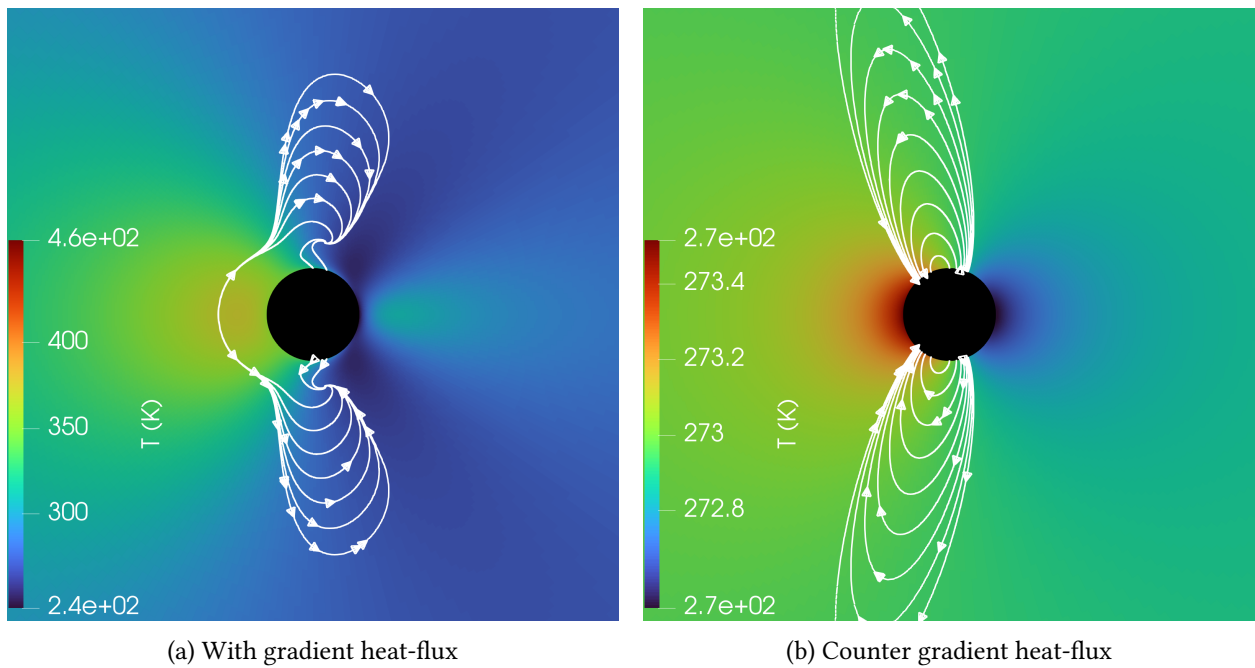 4.6e+02
400
350
300
2.4e+02
T (K)
2.7e+02
273.4
273.2
273
272.8
2.7e+02
T (K)
(a) With gradient heat-flux
(b) Counter gradient heat-flux